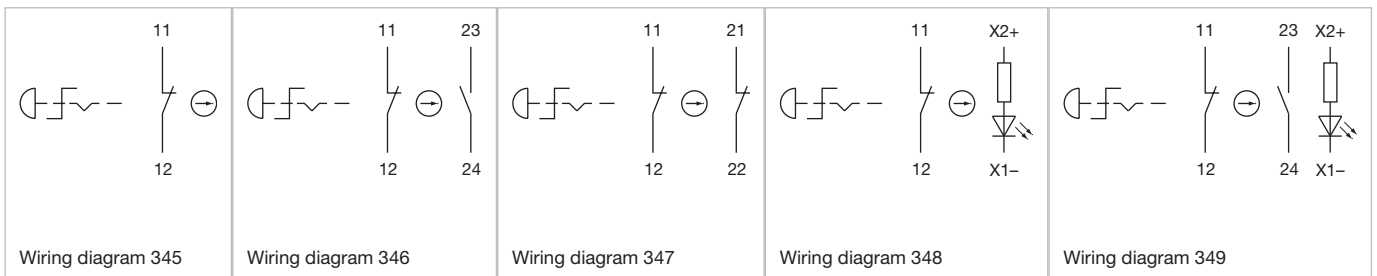 11
12
Wiring diagram 345
11 23
12 24
Wiring diagram 346
11 21
12 22
Wiring diagram 347
11 X2+
12 X1–
Wiring diagram 348
11 23 X2+
12 24 X1–
Wiring diagram 349